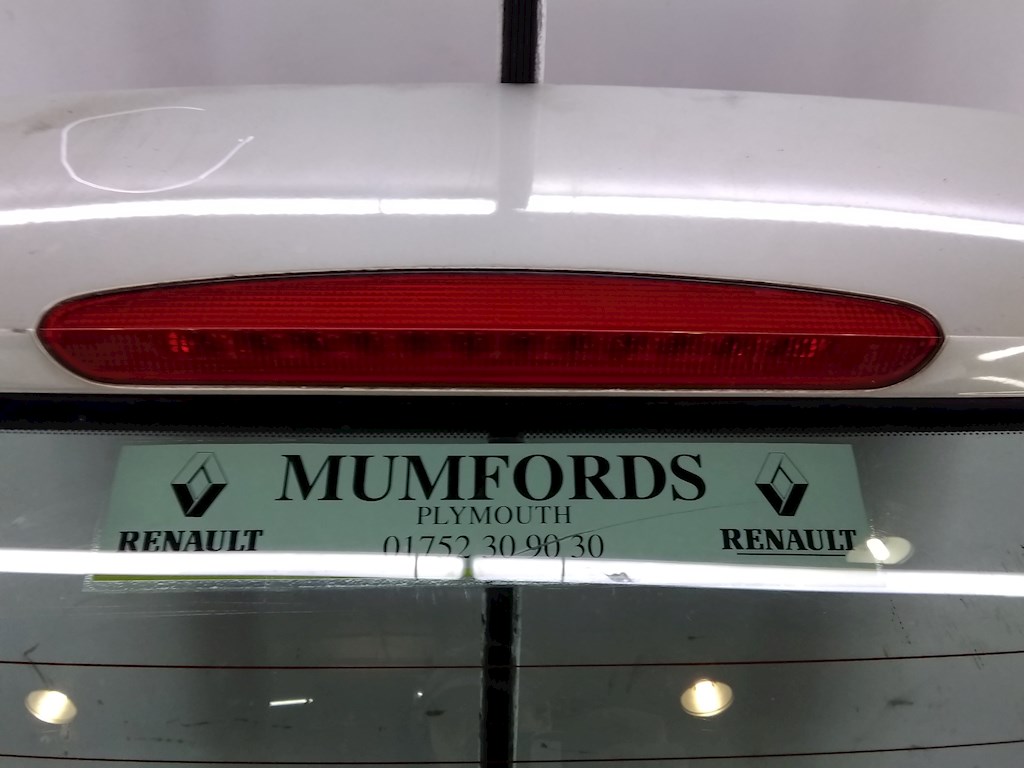 MUMFORDS
PLYMOUTH
RENAULT 01752 30 90 30 RENAULT